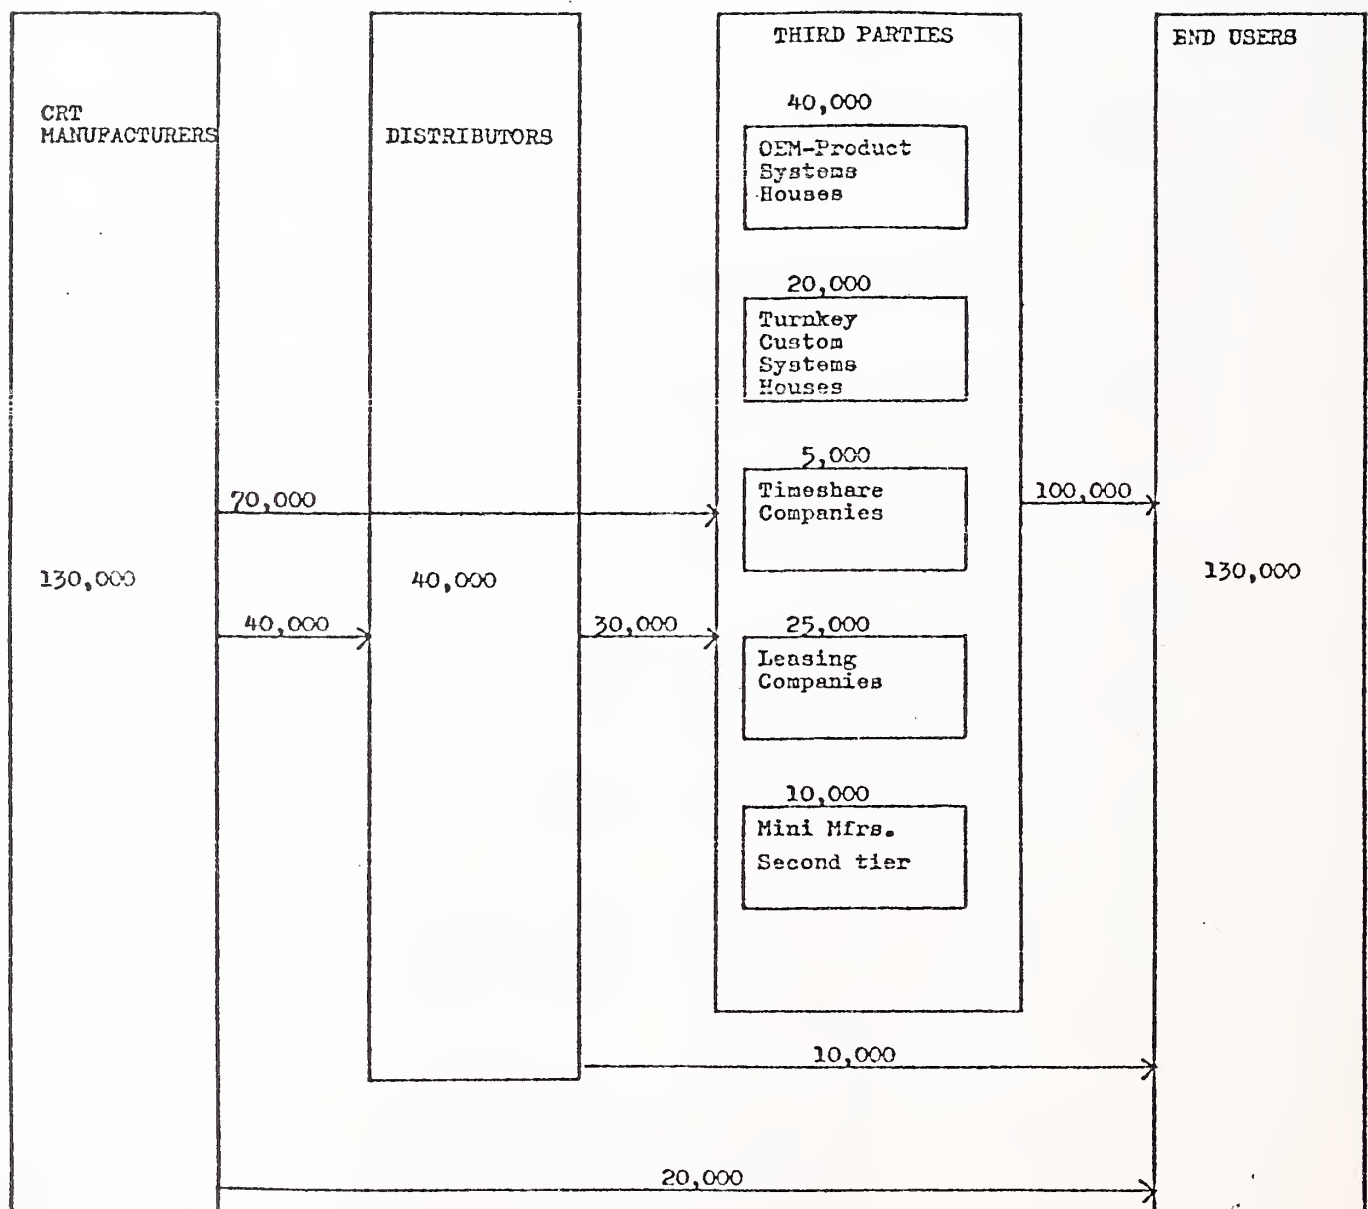 CRT
MANUFACTURERS
130,000
DISTRIBUTORS
40,000
THIRD PARTIES
40,000
OEM-Product
Systems
Houses
20,000
Turnkey
Custom
Systems
Houses
5,000
Timeshare
Companies
25,000
Leasing
Companies
10,000
Mini Mfrs.
Second tier
END USERS
130,000
70,000
40,000
30,000
100,000
10,000
20,000